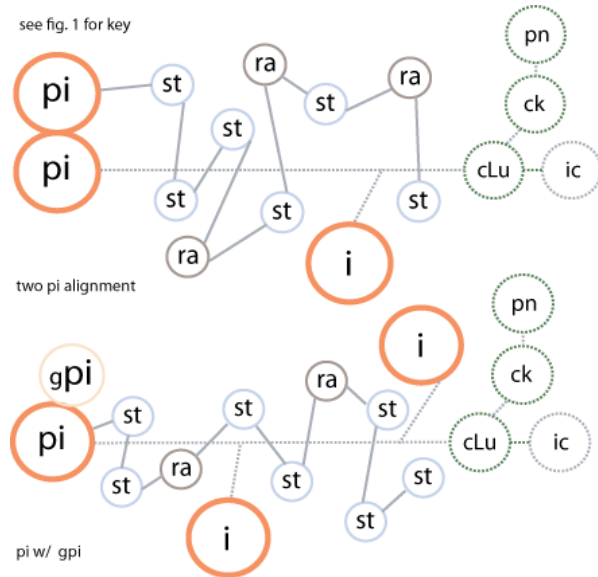 see fig. 1 for key
pn
pi
st
ra
ra
st
ck
st
pi
cLu
ic
st
st
st
ra
i
two pi alignment
pn
gpi
i
ra
ck
st
st
st
pi
cLu
ic
ra
st
st
st
st
i
pi w/ gpi